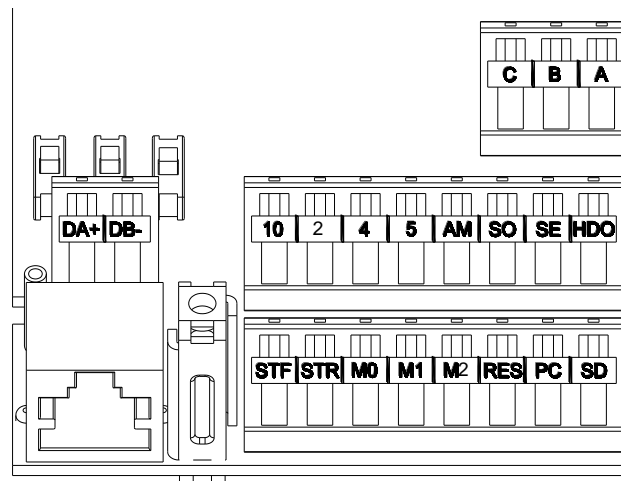 C B A
DA+ DB- 10 2 4 5 AM SO SE HDO
STF STR M0 M1 M2 RES PC SD